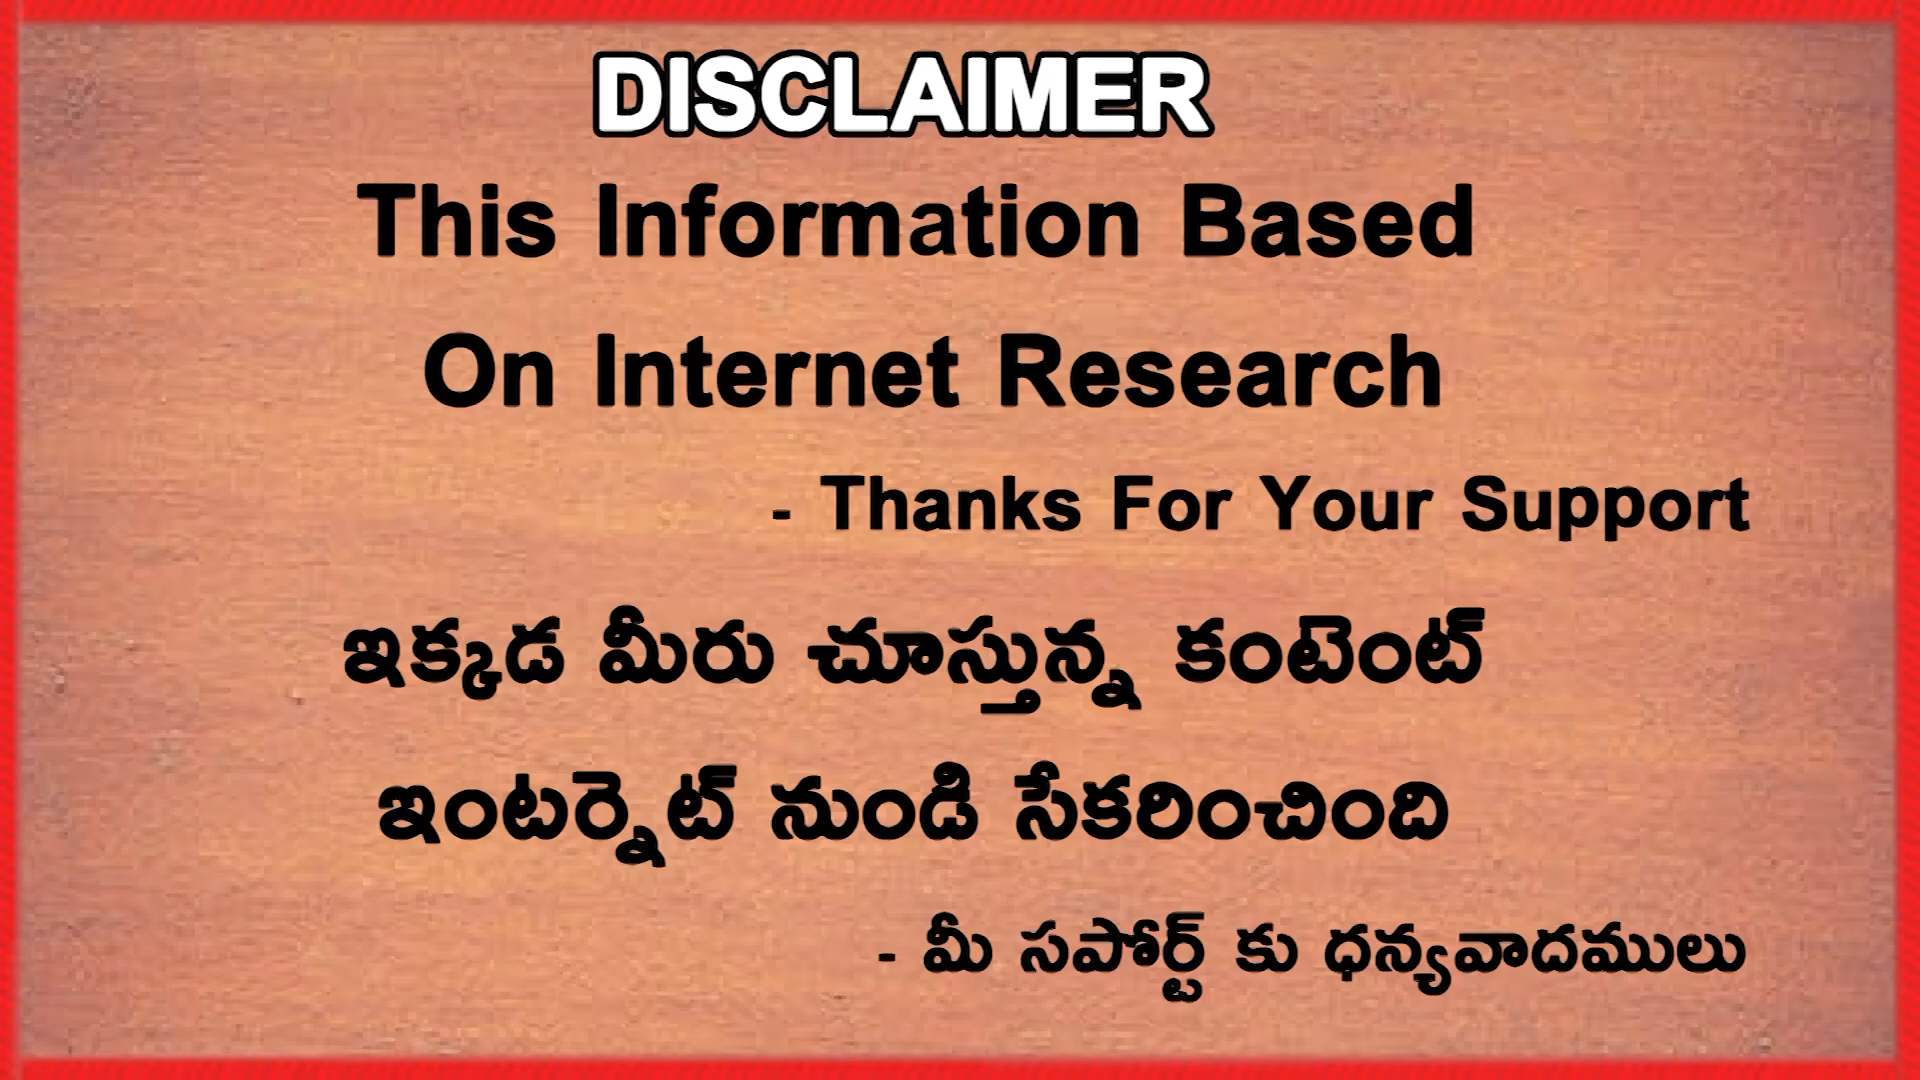 DISCLAIMER
This Information Based
On Internet Research
- Thanks For Your Support
ఇక్కడ మీరు చూస్తున్న కంటెంట్
ఇంటర్నెట్ నుండి సేకరించింది
- మీ సపోర్ట్ కు ధన్యవాదములు